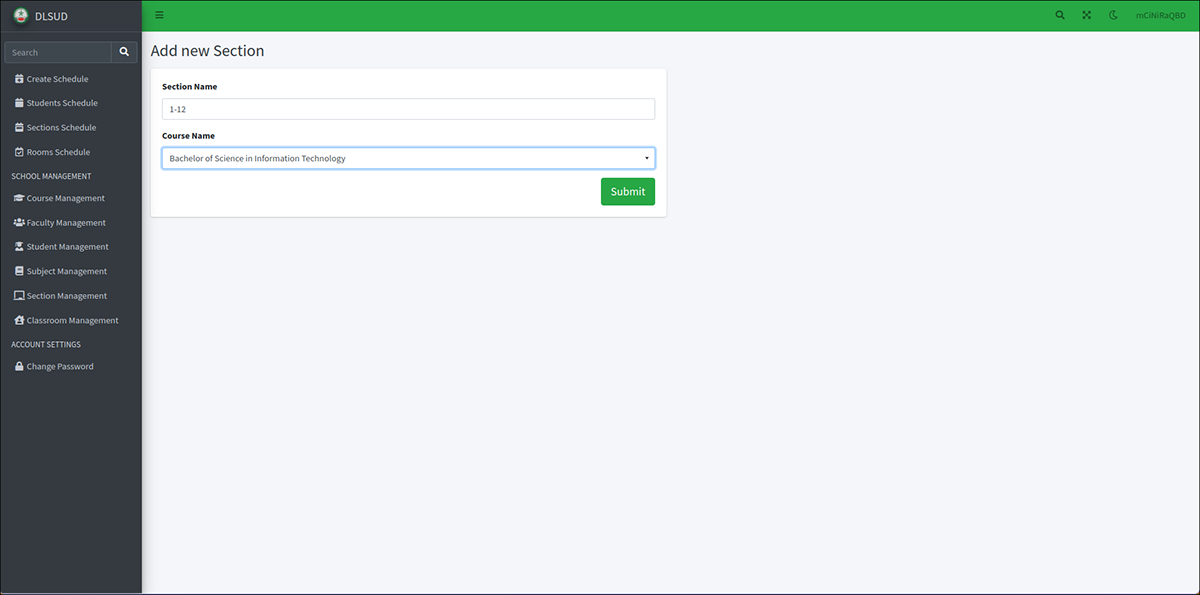 DLSUD
mCiNiRaQBD
Search
Create Schedule
Students Schedule
Sections Schedule
Rooms Schedule
SCHOOL MANAGEMENT
Course Management
Faculty Management
Student Management
Subject Management
Section Management
Classroom Management
ACCOUNT SETTINGS
Change Password
Add new Section
Section Name
1-12
Course Name
Bachelor of Science in Information Technology
Submit